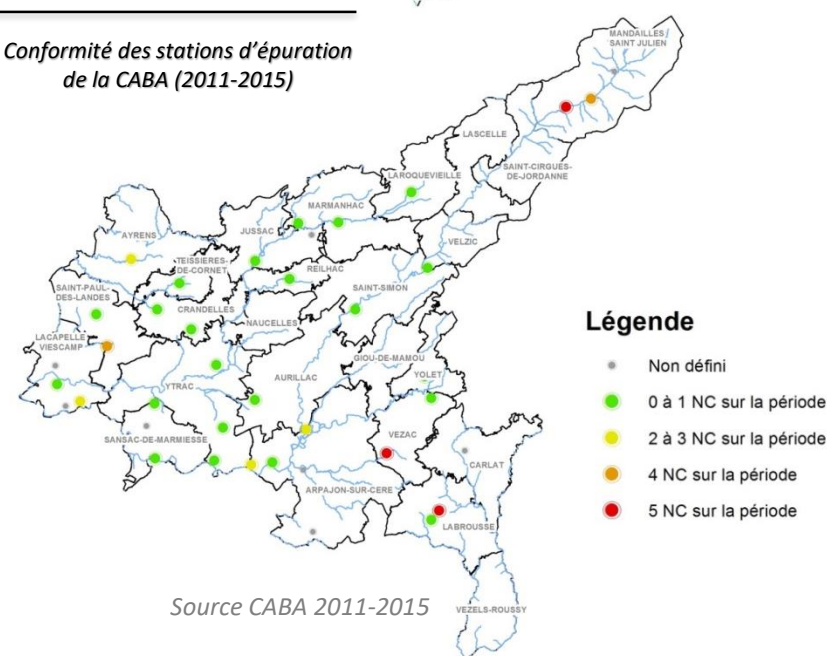 Conformité des stations d’épuration
de la CABA (2011-2015)
MANDAILLES
SAINT JULIEN
LASCELLE
SAINT-CIRGUES-
DE-JORDANNE
LAROQUEVIEILLE
MARMANHAC
JUSSAC
AYRENS
VELZIC
TEISSIERES-
DE-CORNET
REILHAC
SAINT-SIMON
SAINT-PAUL-
DES-LANDES
CRANDELLES
NAUCELLES
LACAPELLE
VIESCAMP
GIOU-DE-MAMOU
YOLET
AURILLAC
YTRAC
VEZAC
SANSAC-DE-MARMIESSE
CARLAT
ARPAJON-SUR-CERE
LABROUSSE
VEZELS-ROUSSY
Légende
Non défini
0 à 1 NC sur la période
2 à 3 NC sur la période
4 NC sur la période
5 NC sur la période
Source CABA 2011-2015